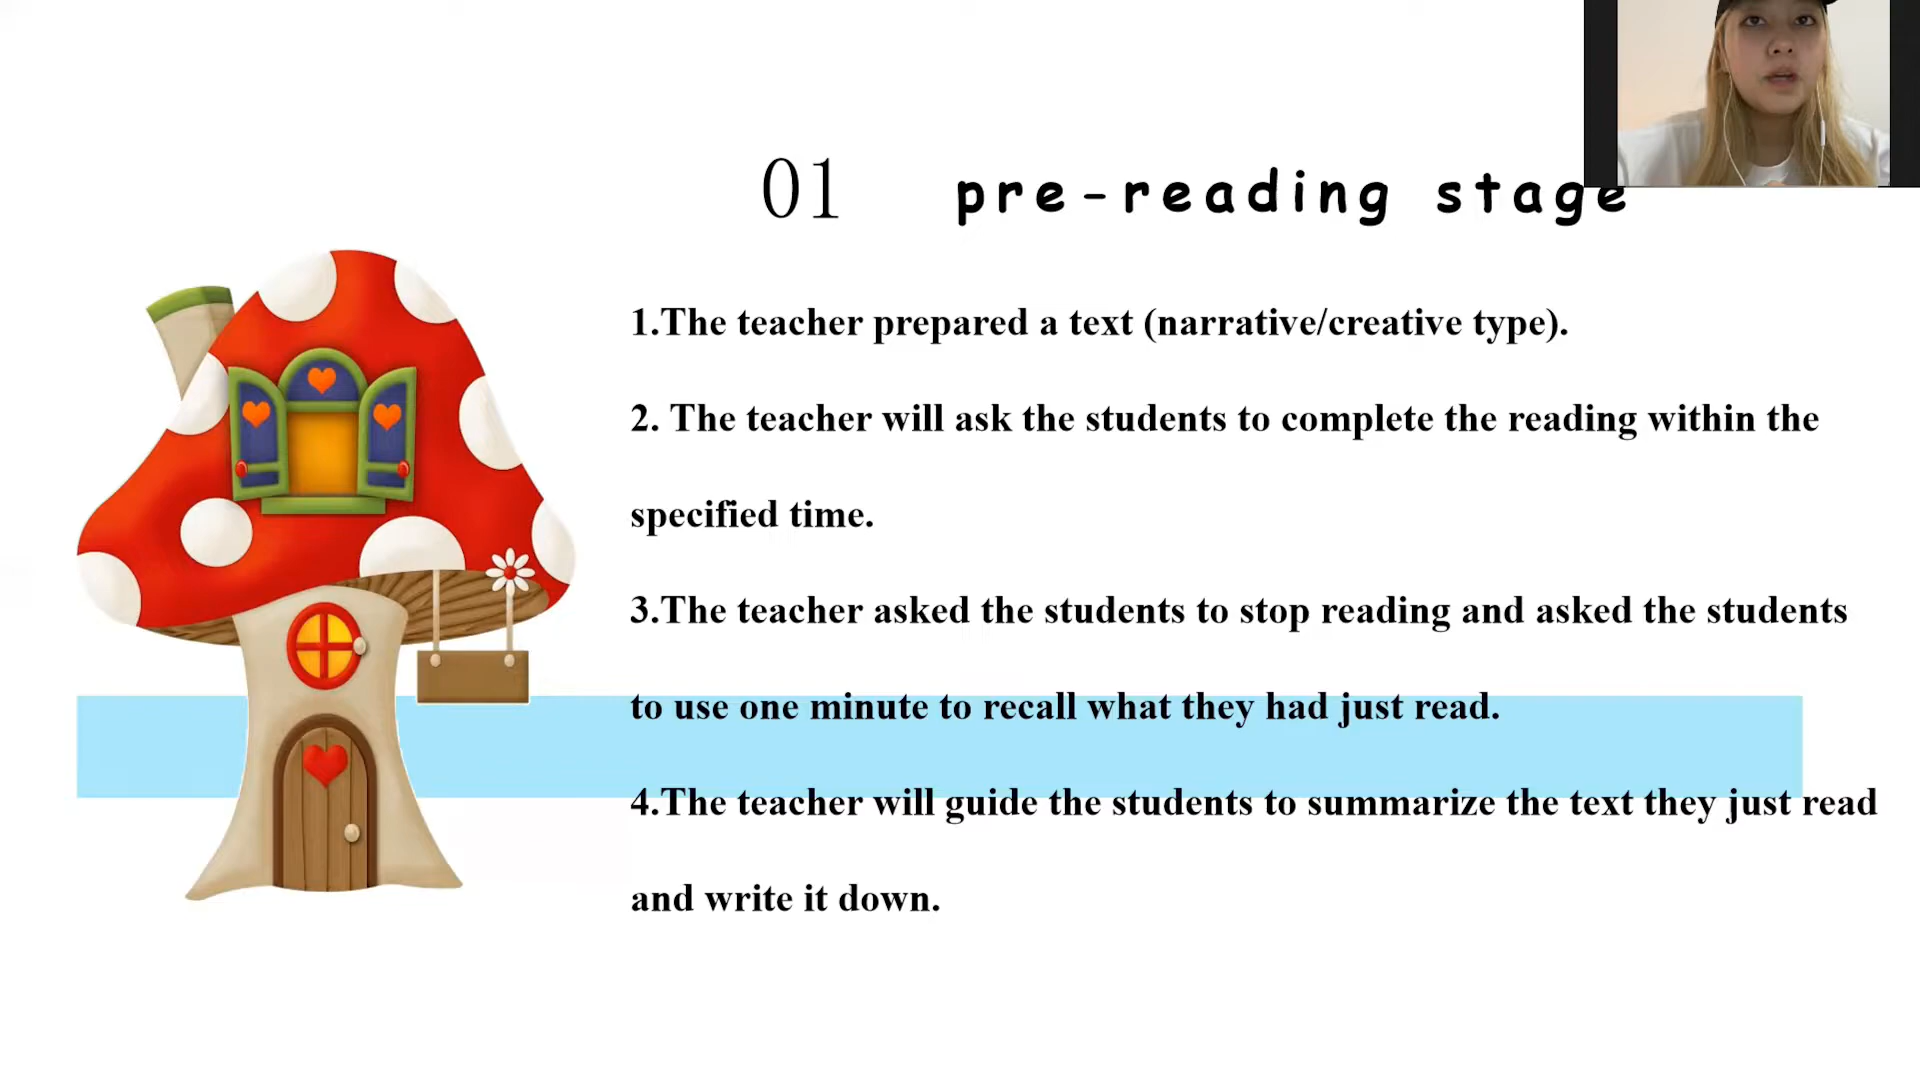 01 pre-reading stage
1.The teacher prepared a text (narrative/creative type).
2. The teacher will ask the students to complete the reading within the
specified time.
3.The teacher asked the students to stop reading and asked the students
to use one minute to recall what they had just read.
4.The teacher will guide the students to summarize the text they just read
and write it down.